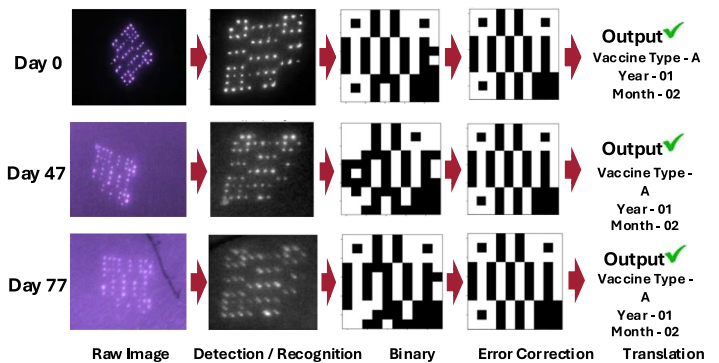 Day 0
Output
Vaccine Type - A
Year - 01
Month - 02
Day 47
Output
Vaccine Type -
A
Year - 01
Month - 02
Day 77
Output
Vaccine Type -
A
Year - 01
Month - 02
Raw Image
Detection / Recognition
Binary
Error Correction
Translation